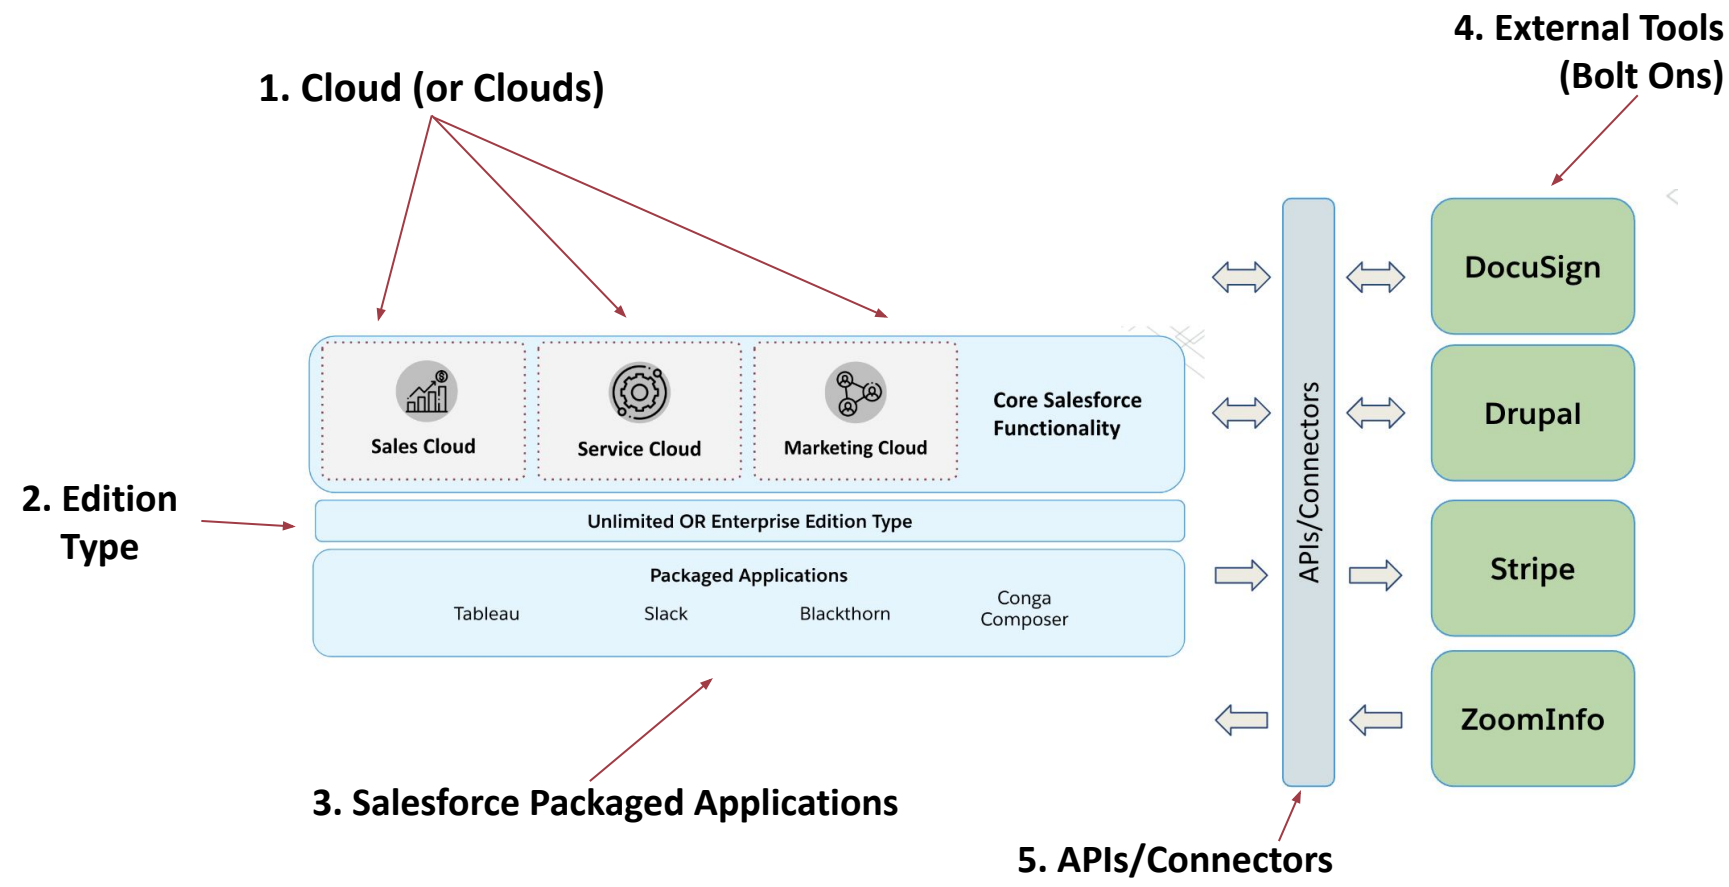 4. External Tools
(Bolt Ons)
1. Cloud (or Clouds)
DocuSign
Drupal
Stripe
ZoomInfo
APIs/Connectors
Sales Cloud
Service Cloud
Marketing Cloud
Core Salesforce
Functionality
2. Edition
Type
Unlimited OR Enterprise Edition Type
Packaged Applications
Tableau
Slack
Blackthorn
Conga
Composer
3. Salesforce Packaged Applications
5. APIs/Connectors